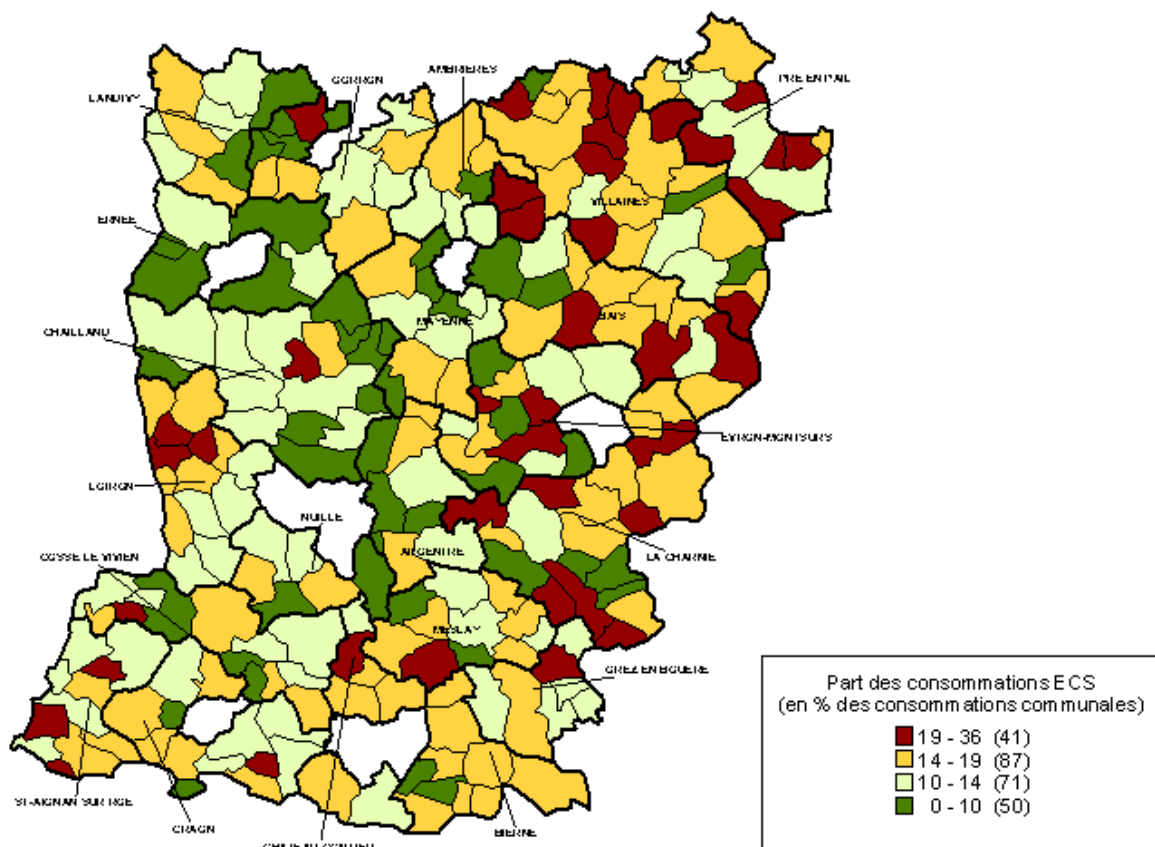 GORRON
AMBRIERES
PRE EN PAIL
LANDIVY
ERNEE
VILLAINES
CHAILLAND
MAYENNE
BAIS
EVRON-MONTSURS
LOIRON
NUILLE
ARGENTRE
LA CHARNIE
COSSE LE VIVIEN
MESLAY
GREZ EN BOUERE
Part des consommations ECS
(en % des consommations communales)
19 - 36 (41)
14 - 19 (87)
10 - 14 (71)
0 - 10 (50)
ST-AIGNAN SUR ROE
CRAON
BIERNE